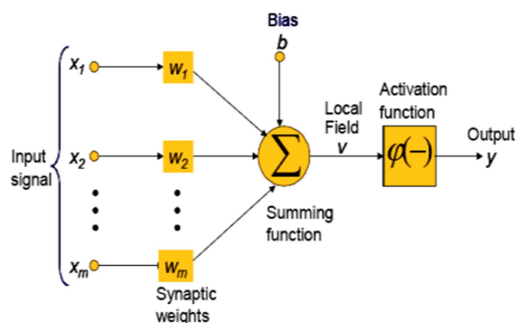 Bias
b
x1
w1
Activation
function
Local
Field
v
Input
signal
x2
w2
∑
φ(−)
Output
y
Summing
function
xm
wm
Synaptic
weights